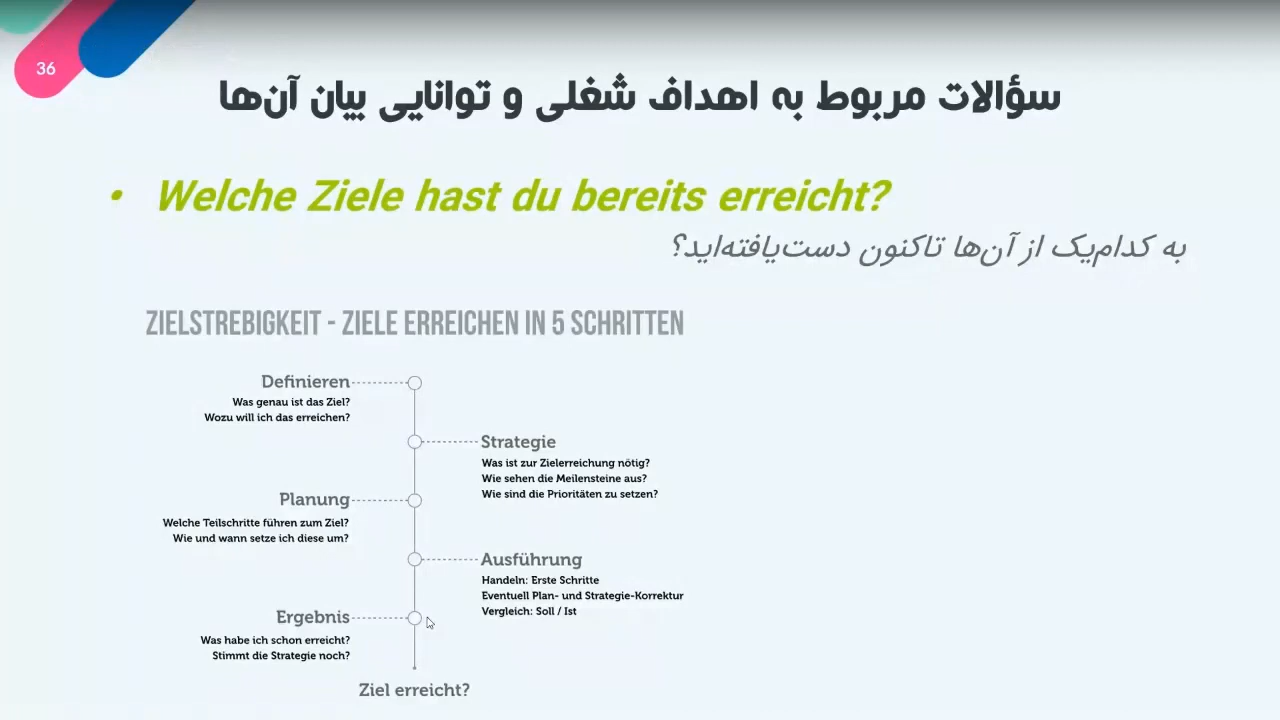 36
سؤالات مربوط به اهداف شغلی و توانایی بیان آن‌ها
• Welche Ziele hast du bereits erreicht?
به کدام‌یک از آن‌ها تاکنون دست‌یافته‌اید؟
ZIELSTREBIGKEIT - ZIELE ERREICHEN IN 5 SCHRITTEN
Definieren
Was genau ist das Ziel?
Wozu will ich das erreichen?
Strategie
Was ist zur Zielerreichung nötig?
Wie sehen die Meilensteine aus?
Wie sind die Prioritäten zu setzen?
Planung
Welche Teilschritte führen zum Ziel?
Wie und wann setze ich diese um?
Ausführung
Handeln: Erste Schritte
Eventuell Plan- und Strategie-Korrektur
Vergleich: Soll / Ist
Ergebnis
Was habe ich schon erreicht?
Stimmt die Strategie noch?
Ziel erreicht?